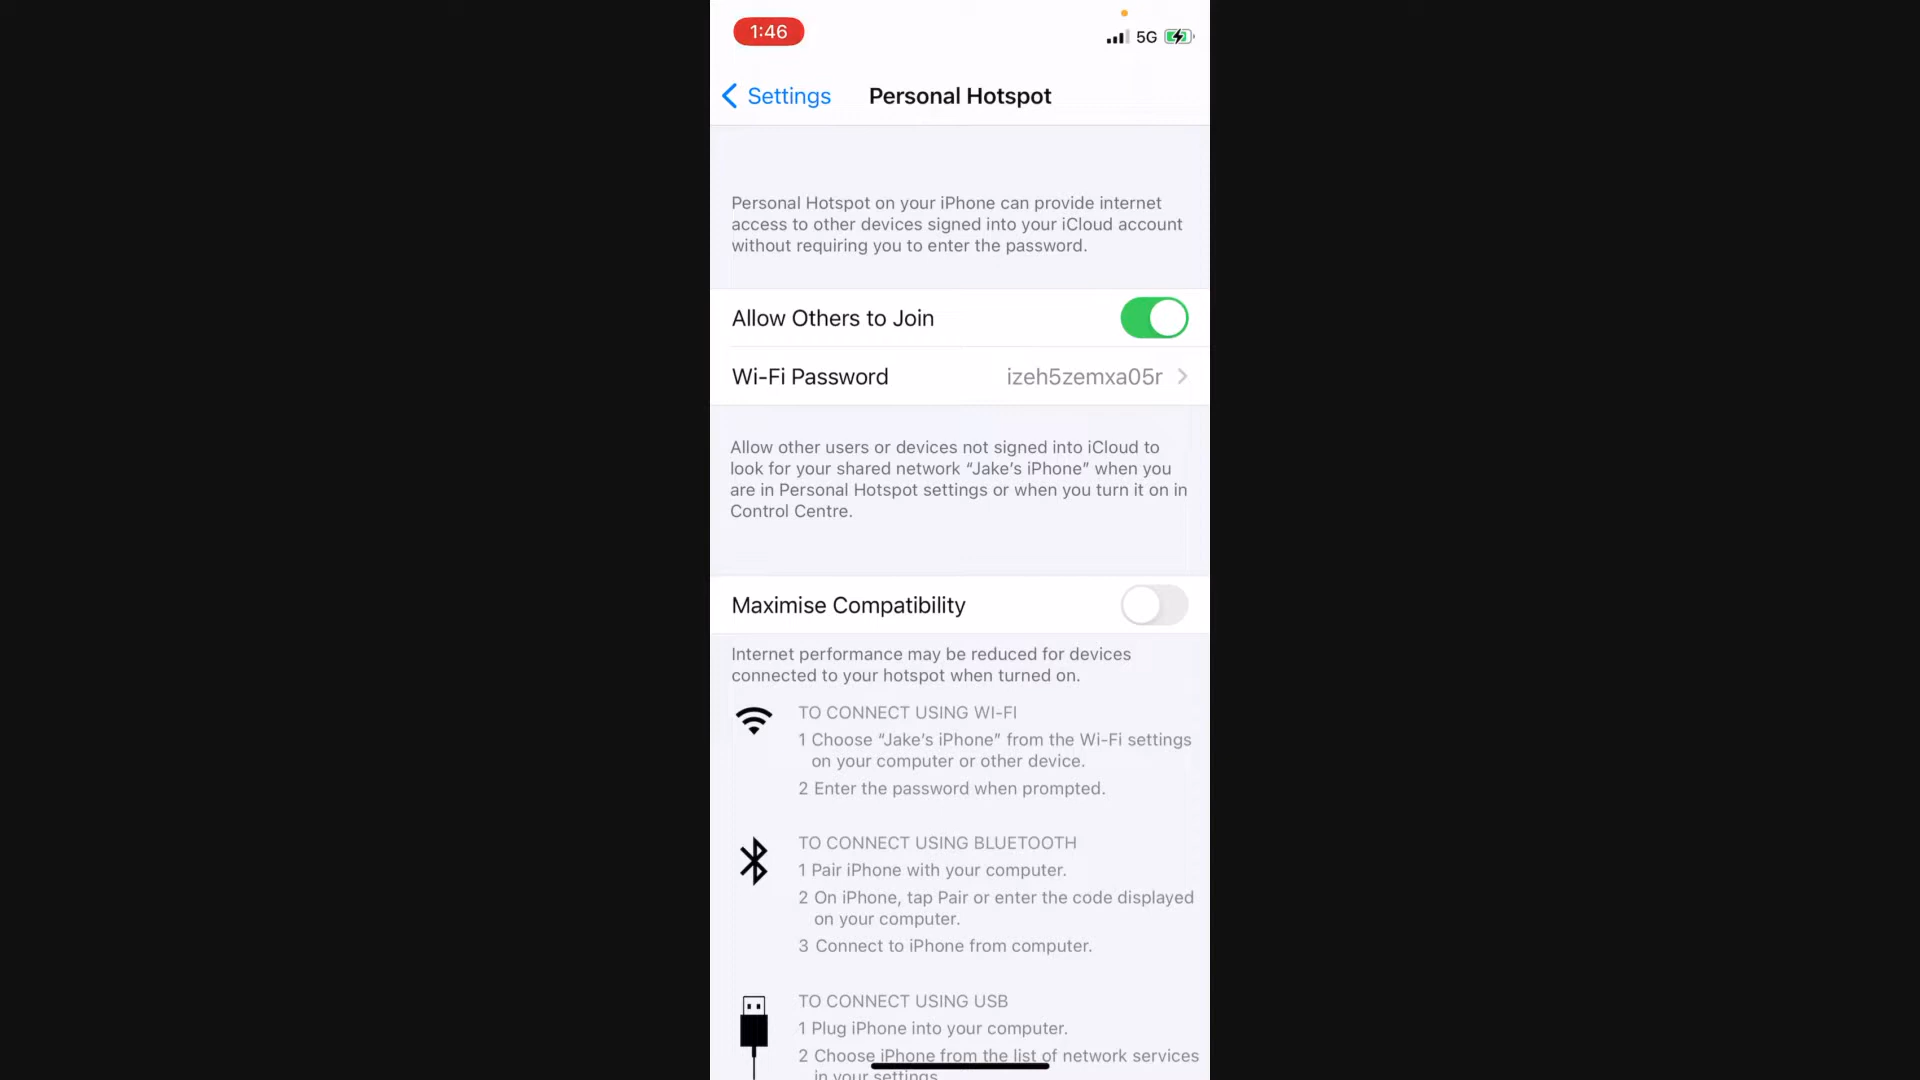 1:46
5G
Settings
Personal Hotspot
Personal Hotspot on your iPhone can provide internet
access to other devices signed into your iCloud account
without requiring you to enter the password.
Allow Others to Join
Wi-Fi Password izeh5zemxa05r
Allow other users or devices not signed into iCloud to
look for your shared network “Jake’s iPhone” when you
are in Personal Hotspot settings or when you turn it on in
Control Centre.
Maximise Compatibility
Internet performance may be reduced for devices
connected to your hotspot when turned on.
TO CONNECT USING WI-FI
1 Choose “Jake’s iPhone” from the Wi-Fi settings
on your computer or other device.
2 Enter the password when prompted.
TO CONNECT USING BLUETOOTH
1 Pair iPhone with your computer.
2 On iPhone, tap Pair or enter the code displayed
on your computer.
3 Connect to iPhone from computer.
TO CONNECT USING USB
1 Plug iPhone into your computer.
2 Choose iPhone from the list of network services
in your settings.